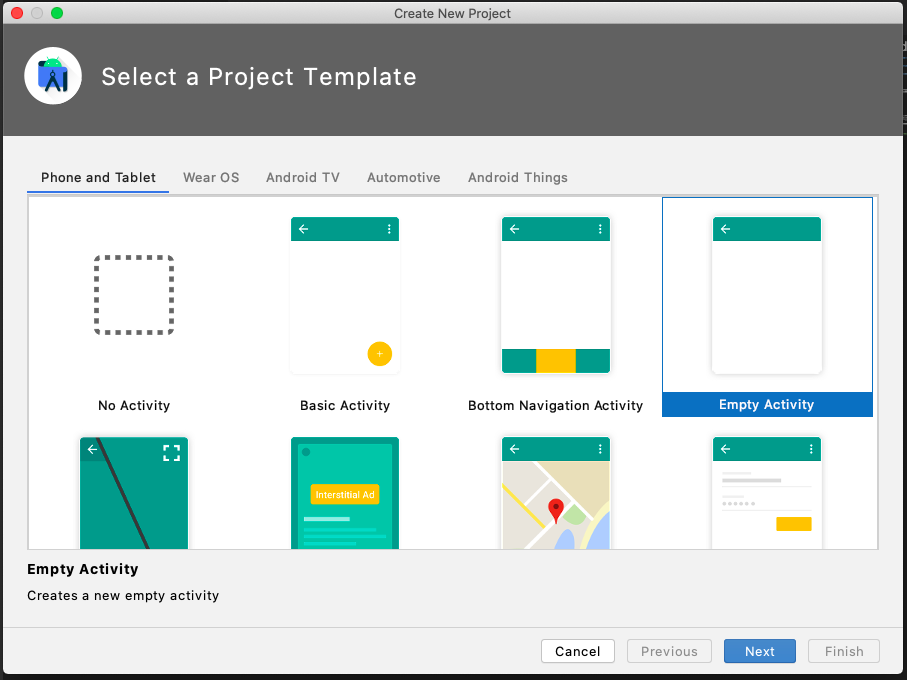 Create New Project
Select a Project Template
Phone and Tablet
Wear OS
Android TV
Automotive
Android Things
No Activity
Basic Activity
Bottom Navigation Activity
Empty Activity
Interstitial Ad
Empty Activity
Creates a new empty activity
Cancel
Previous
Next
Finish